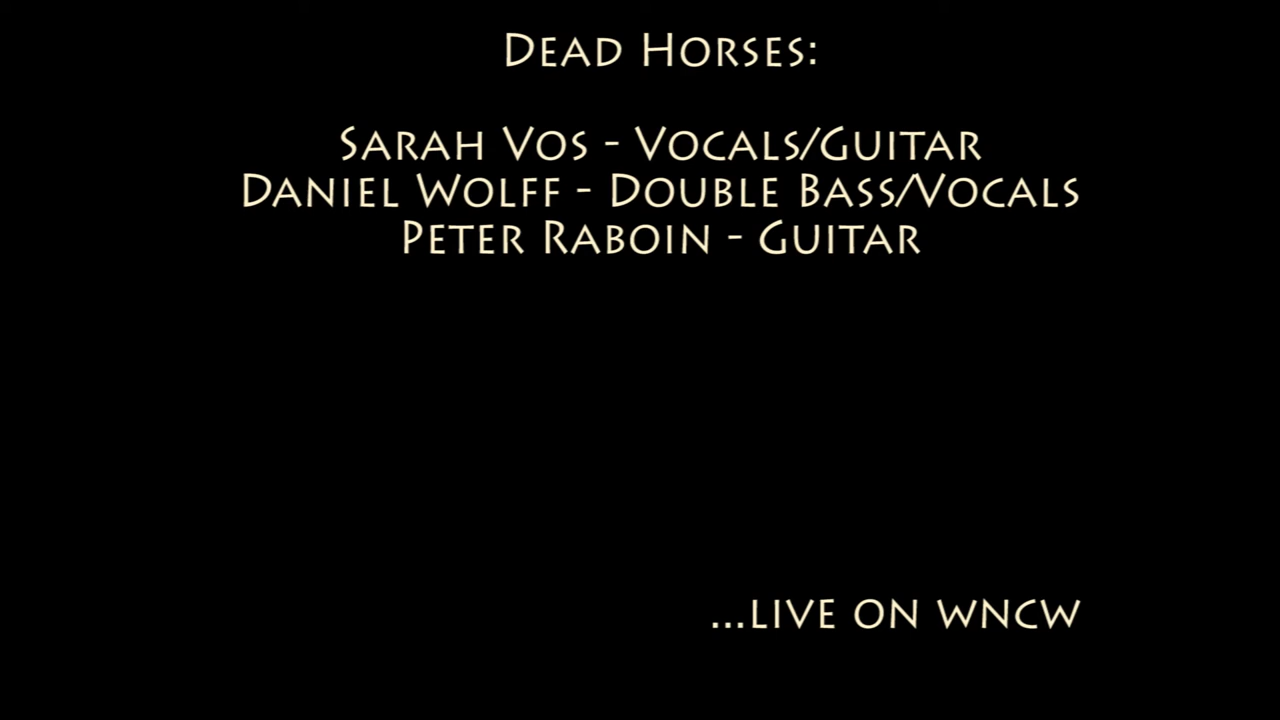 Dead Horses:
Sarah Vos - Vocals/Guitar
Daniel Wolff - Double Bass/Vocals
Peter Raboin - Guitar
...live on wncw